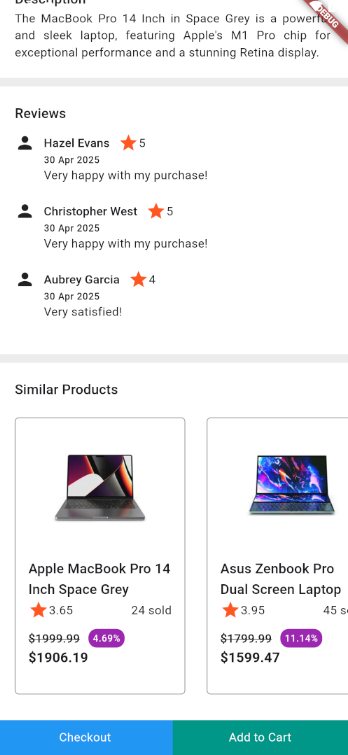 Description
The MacBook Pro 14 Inch in Space Grey is a powerful
and sleek laptop, featuring Apple's M1 Pro chip for
exceptional performance and a stunning Retina display.
DEBUG
Reviews
Hazel Evans 5
30 Apr 2025
Very happy with my purchase!
Christopher West 5
30 Apr 2025
Very happy with my purchase!
Aubrey Garcia 4
30 Apr 2025
Very satisfied!
Similar Products
Apple MacBook Pro 14
Inch Space Grey
3.65 24 sold
$1999.99 4.69%
$1906.19
Asus Zenbook Pro
Dual Screen Laptop
3.95 45
$1799.99 11.14%
$1599.47
Checkout
Add to Cart